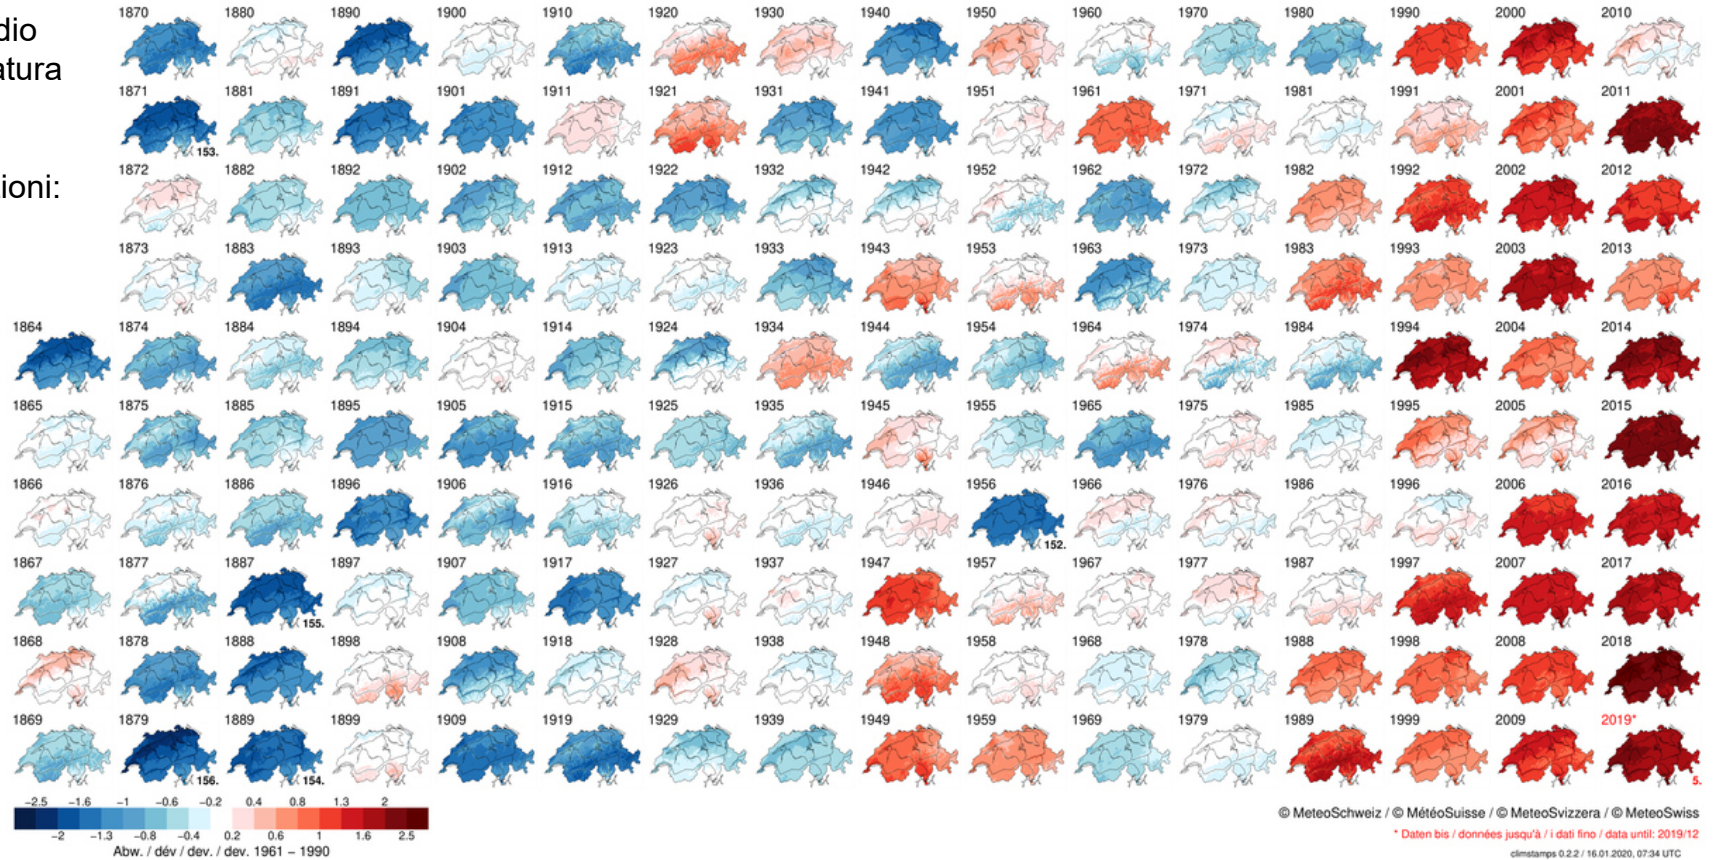 dio
atura
ioni:
1870 1880 1890 1900 1910 1920 1930 1940 1950 1960 1970 1980 1990 2000 2010
1871 1881 1891 1901 1911 1921 1931 1941 1951 1961 1971 1981 1991 2001 2011
153.
1872 1882 1892 1902 1912 1922 1932 1942 1952 1962 1972 1982 1992 2002 2012
1873 1883 1893 1903 1913 1923 1933 1943 1953 1963 1973 1983 1993 2003 2013
1864 1874 1884 1894 1904 1914 1924 1934 1944 1954 1964 1974 1984 1994 2004 2014
1865 1875 1885 1895 1905 1915 1925 1935 1945 1955 1965 1975 1985 1995 2005 2015
1866 1876 1886 1896 1906 1916 1926 1936 1946 1956 1966 1976 1986 1996 2006 2016
152.
1867 1877 1887 1897 1907 1917 1927 1937 1947 1957 1967 1977 1987 1997 2007 2017
155.
1868 1878 1888 1898 1908 1918 1928 1938 1948 1958 1968 1978 1988 1998 2008 2018
1869 1879 1889 1899 1909 1919 1929 1939 1949 1959 1969 1979 1989 1999 2009 2019*
156. 154. 5.
−2.5 −1.6 −1 −0.6 −0.2 0.4 0.8 1.3 2
−2 −1.3 −0.8 −0.4 0.2 0.6 1 1.6 2.5
Abw. / dév / dev. / dev. 1961 − 1990
© MeteoSchweiz / © MétéoSuisse / © MeteoSvizzera / © MeteoSwiss
* Daten bis / données jusqu'à / i dati fino / data until: 2019/12
climstamps 0.2.2 / 16.01.2020, 07:34 UTC